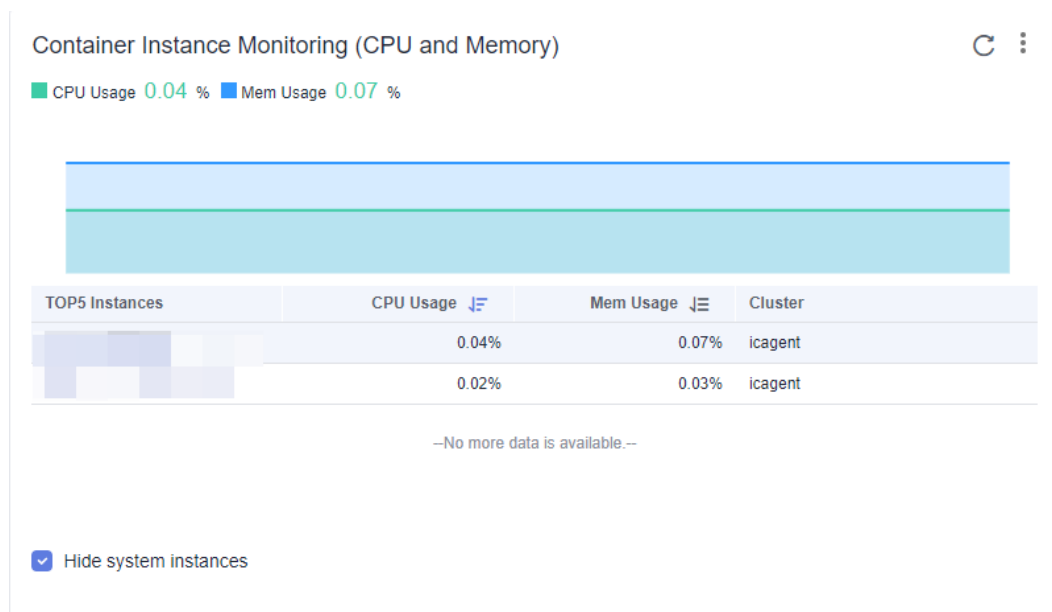 Container Instance Monitoring (CPU and Memory)
CPU Usage 0.04 % Mem Usage 0.07 %
TOP5 Instances CPU Usage Mem Usage Cluster
0.04% 0.07% icagent
0.02% 0.03% icagent
--No more data is available.--
Hide system instances